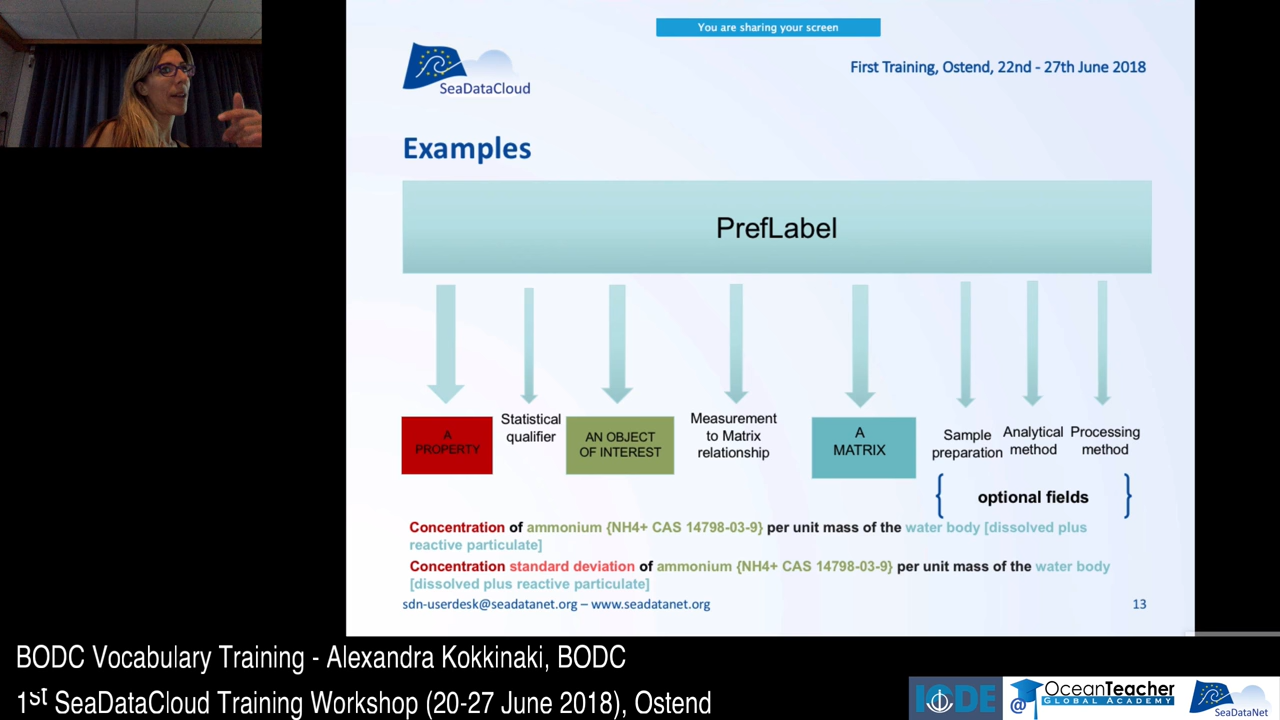 You are sharing your screen
SeaDataCloud
First Training, Ostend, 22nd - 27th June 2018
Examples
PrefLabel
A
PROPERTY
Statistical
qualifier
AN OBJECT
OF INTEREST
Measurement
to Matrix
relationship
A
MATRIX
Sample
preparation
Analytical
method
Processing
method
{ optional fields }
Concentration of ammonium {NH4+ CAS 14798-03-9} per unit mass of the water body [dissolved plus
reactive particulate]
Concentration standard deviation of ammonium {NH4+ CAS 14798-03-9} per unit mass of the water body
[dissolved plus reactive particulate]
sdn-userdesk@seadatanet.org – www.seadatanet.org
13
BODC Vocabulary Training - Alexandra Kokkinaki, BODC
1st SeaDataCloud Training Workshop (20-27 June 2018), Ostend
IODE
@ OceanTeacher
GLOBAL ACADEMY
SeaDataNet